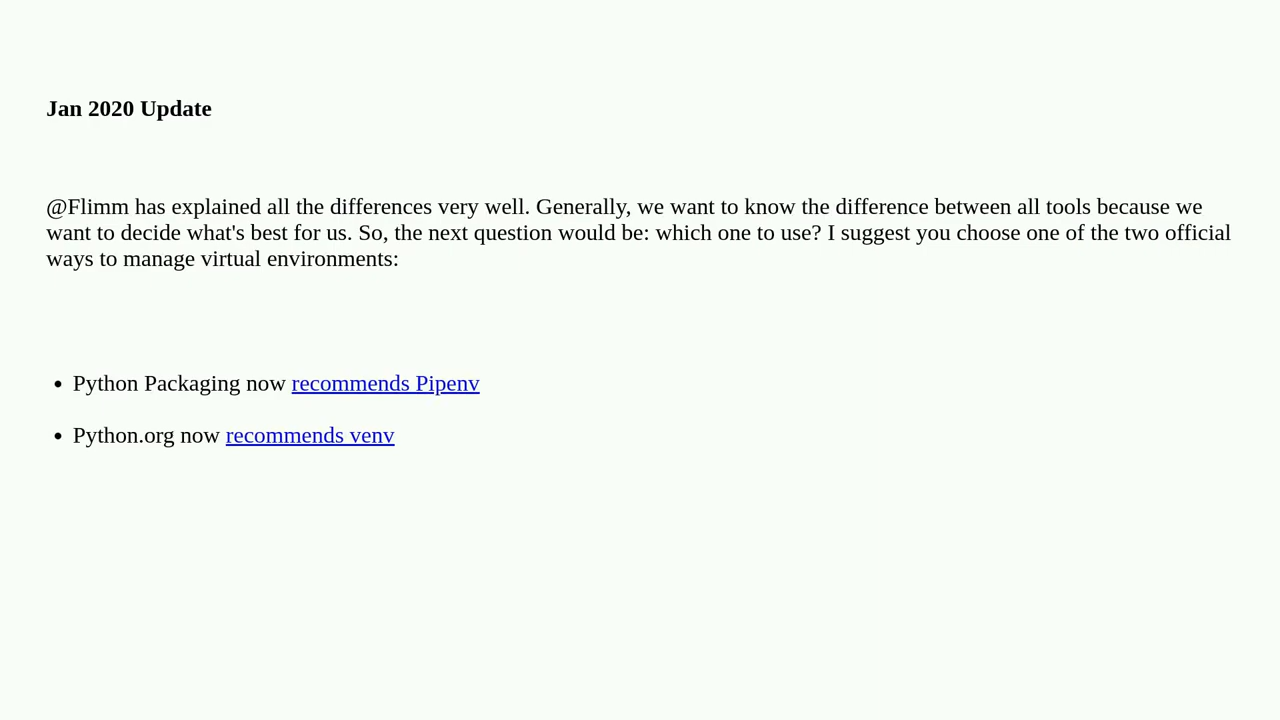 Jan 2020 Update
@Flimm has explained all the differences very well. Generally, we want to know the difference between all tools because we
want to decide what's best for us. So, the next question would be: which one to use? I suggest you choose one of the two official
ways to manage virtual environments:
• Python Packaging now recommends Pipenv
• Python.org now recommends venv